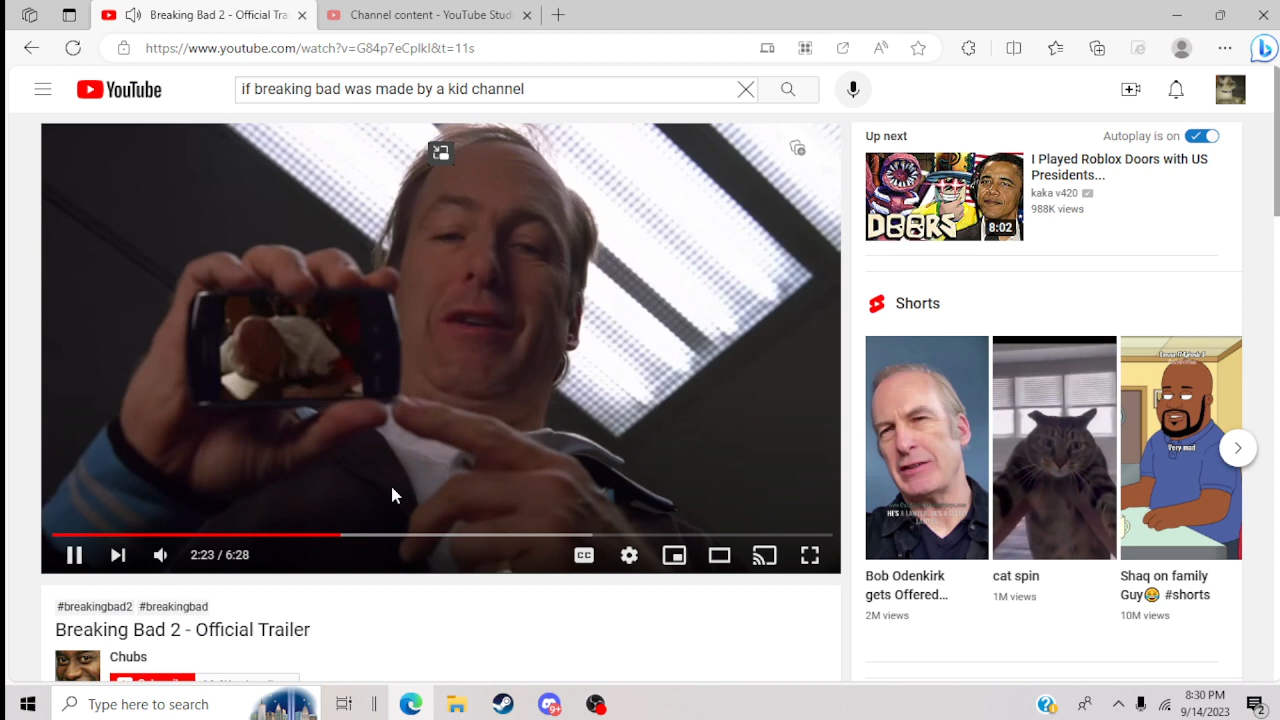 Breaking Bad 2 - Official Tra
Channel content - YouTube Studi
https://www.youtube.com/watch?v=G84p7eCplkI&t=11s
YouTube
if breaking bad was made by a kid channel
Up next
Autoplay is on
DOORS
8:02
I Played Roblox Doors with US
Presidents...
kaka v420
988K views
Shorts
HE'S A
Very mad
Bob Odenkirk
gets Offered...
2M views
cat spin
1M views
Shaq on family
Guy😂 #shorts
10M views
2:23 / 6:28
CC
#breakingbad2 #breakingbad
Breaking Bad 2 - Official Trailer
Chubs
Type here to search
8:30 PM
9/14/2023
2